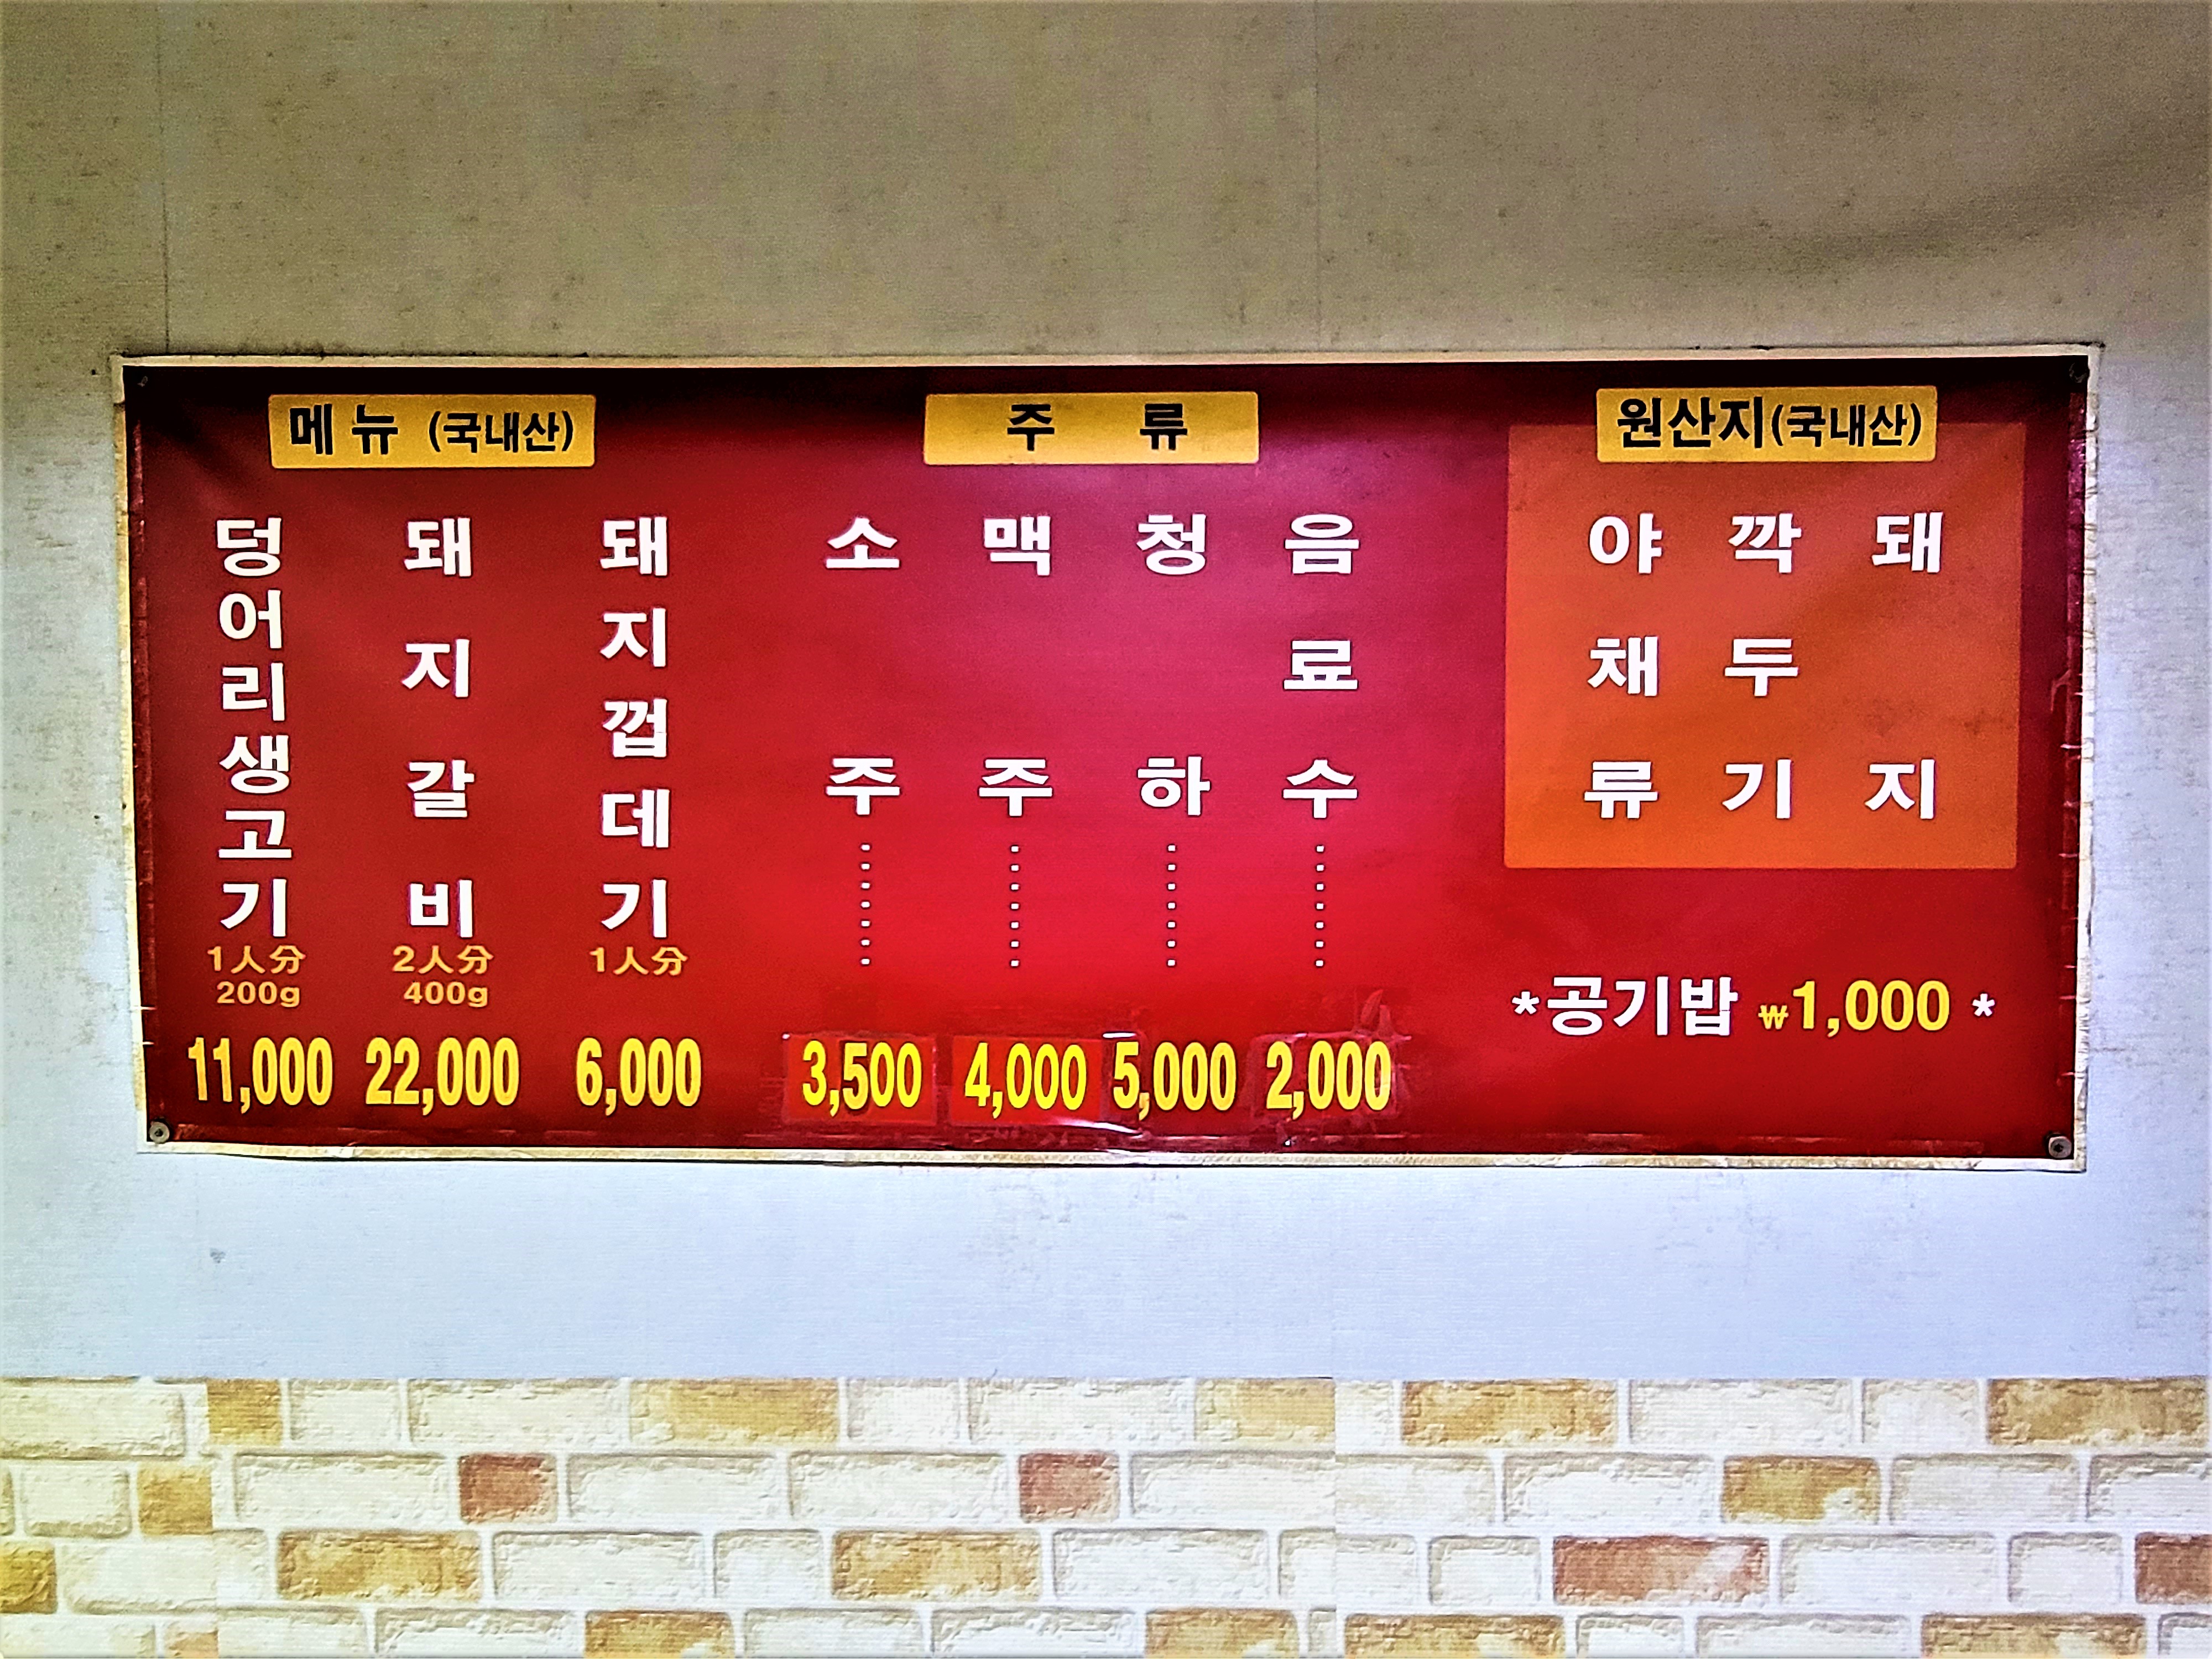 메뉴 (국내산)
덩어리생고기
1人分
200g
11,000
돼지갈비
2人分
400g
22,000
돼지껍데기
1人分
6,000
주류
소주
3,500
맥주
4,000
청하
5,000
음료수
2,000
원산지(국내산)
야채류
깍두기
돼지
*공기밥 ₩1,000 *